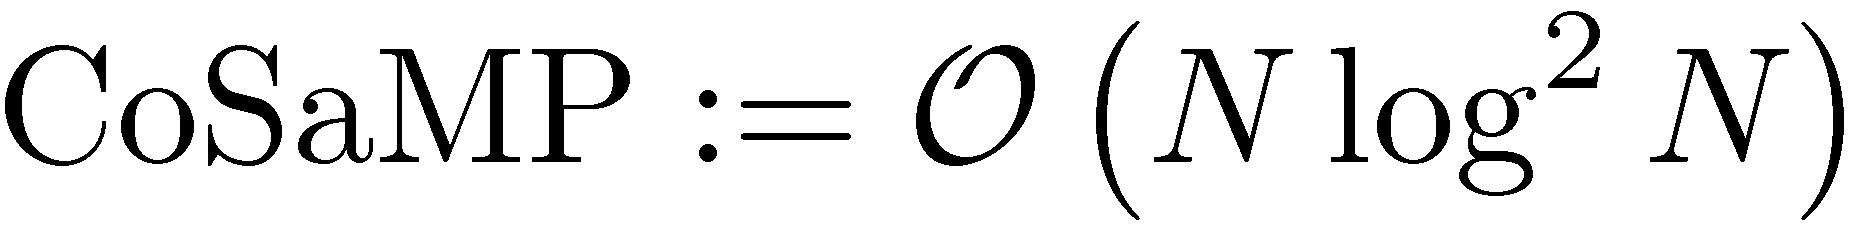 CoSaMP := 𝒪 (N log² N)